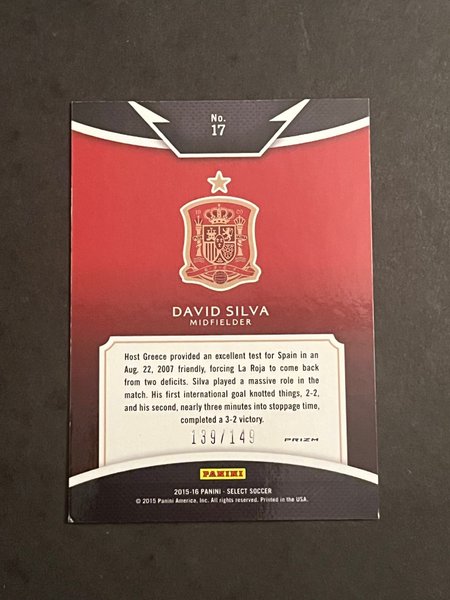 No.
17
DAVID SILVA
MIDFIELDER
Host Greece provided an excellent test for Spain in an
Aug. 22, 2007 friendly, forcing La Roja to come back
from two deficits. Silva played a massive role in the
match. His first international goal knotted things, 2-2,
and his second, nearly three minutes into stoppage time,
completed a 3-2 victory.
139/149
PRIZM
PANINI
2015-16 PANINI - SELECT SOCCER
© 2015 Panini America, Inc. All rights reserved. Printed in the USA.